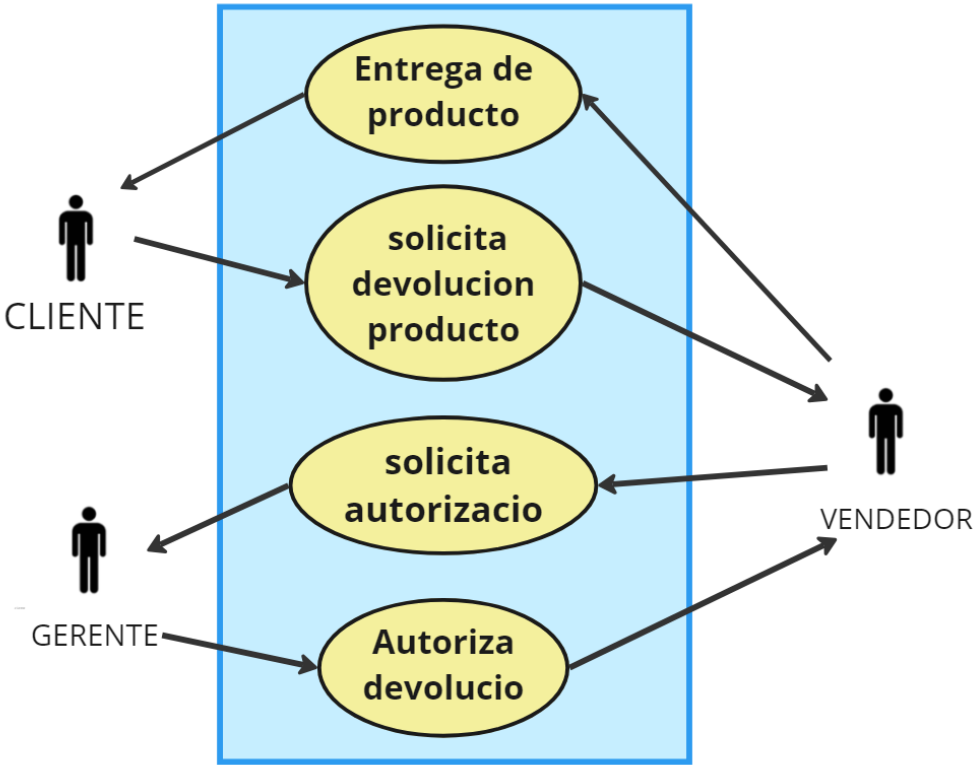 Entrega de
producto
solicita
devolucion
producto
CLIENTE
solicita
autorizacio
VENDEDOR
GERENTE
Autoriza
devolucio